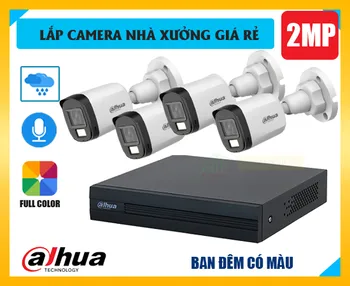 LẮP CAMERA NHÀ XƯỞNG GIÁ RẺ
2MP
FULL COLOR
alhua
TECHNOLOGY
BAN ĐÊM CÓ MÀU